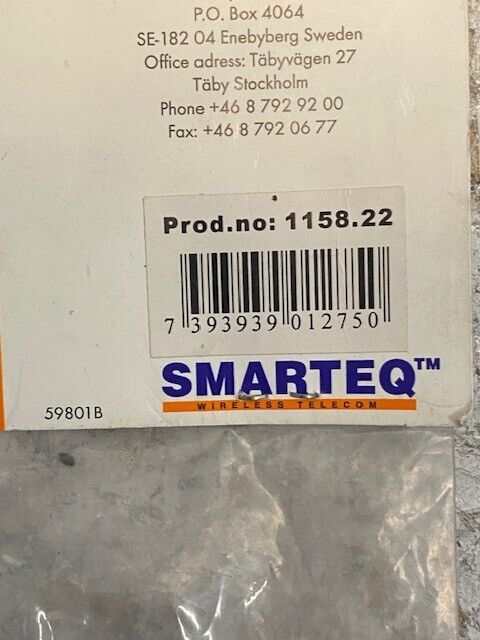 P.O. Box 4064
SE-182 04 Enebyberg Sweden
Office adress: Täbyvägen 27
Täby Stockholm
Phone +46 8 792 92 00
Fax: +46 8 792 06 77
Prod.no: 1158.22
7 393939 012750
SMARTEQ™
WIRELESS TELECOM
59801B